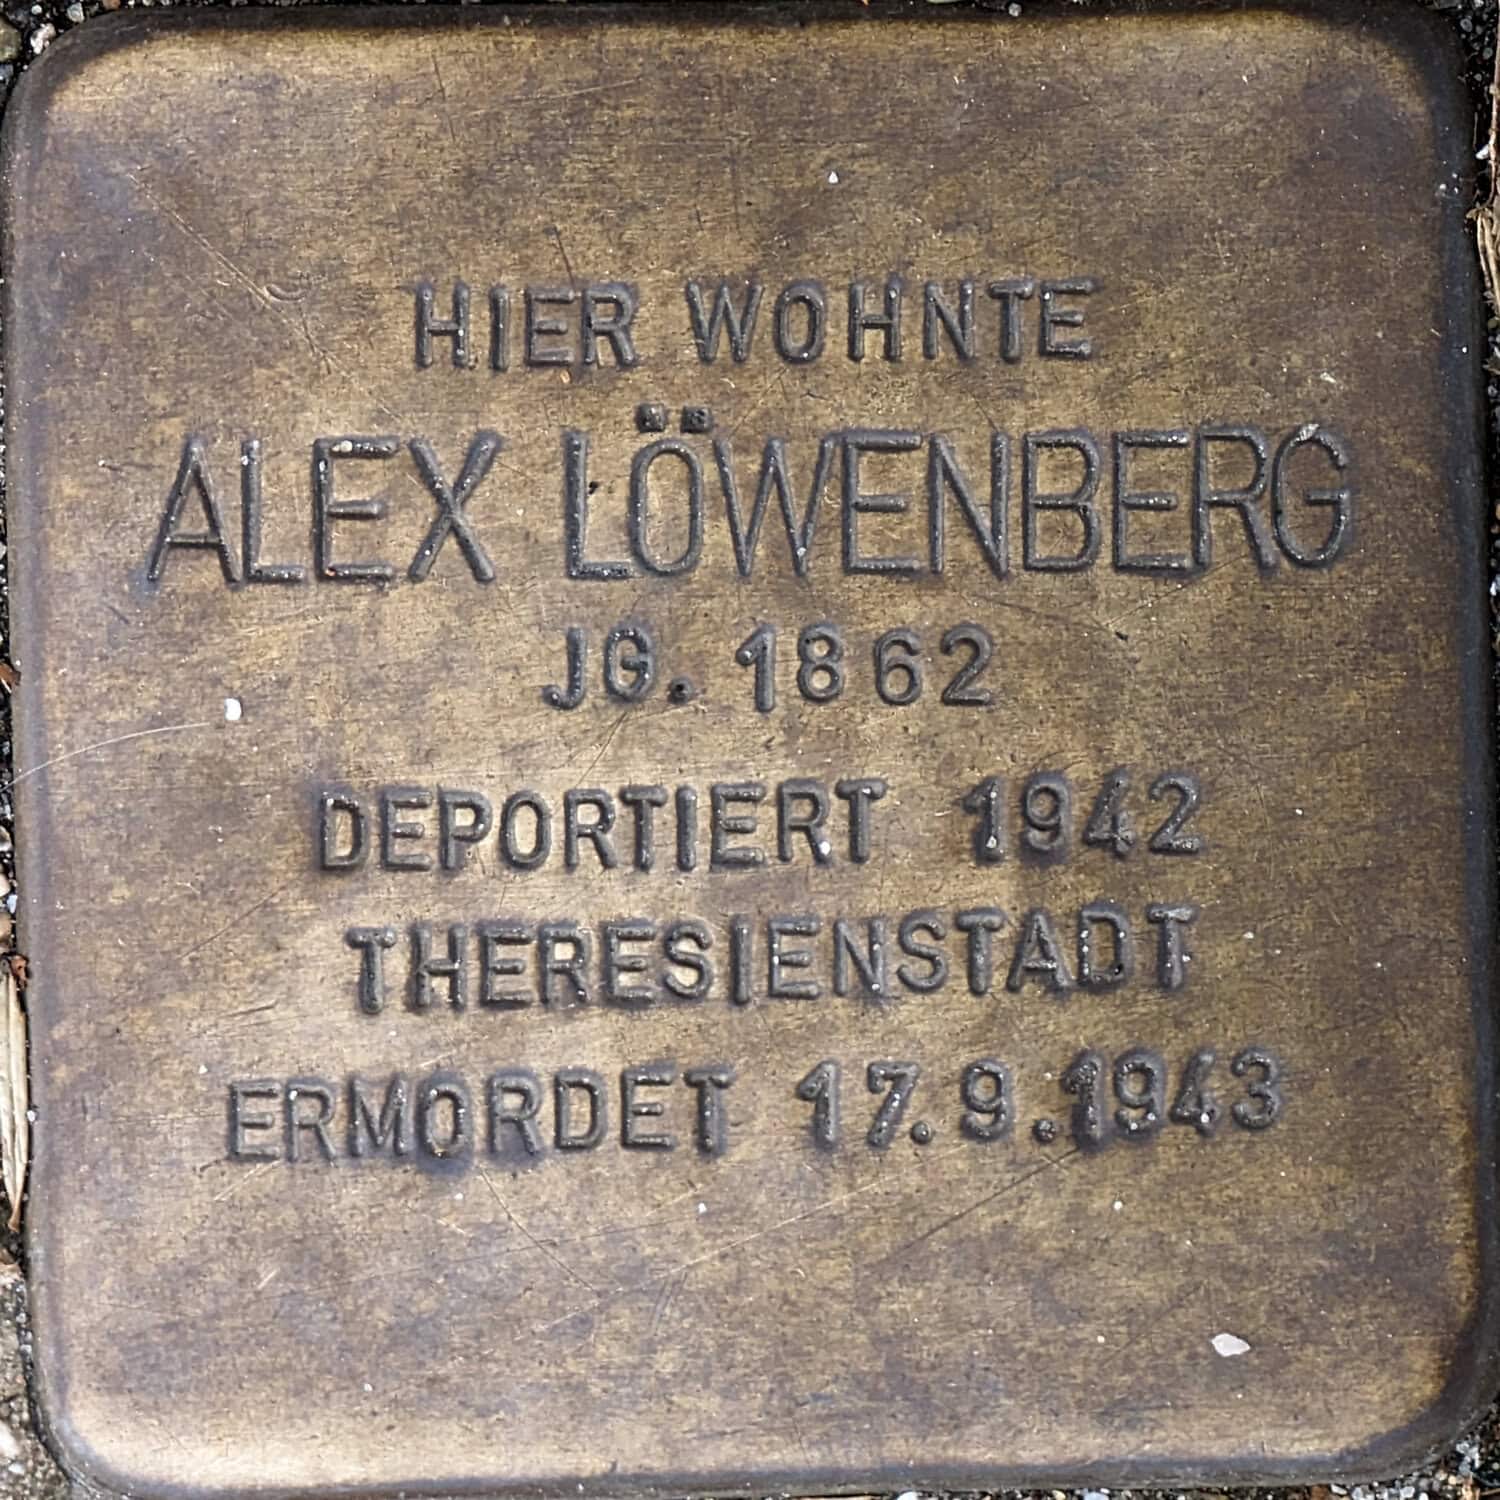 HIER WOHNTE
ALEX LÖWENBERG
JG. 1862
DEPORTIERT 1942
THERESIENSTADT
ERMORDET 17.9.1943